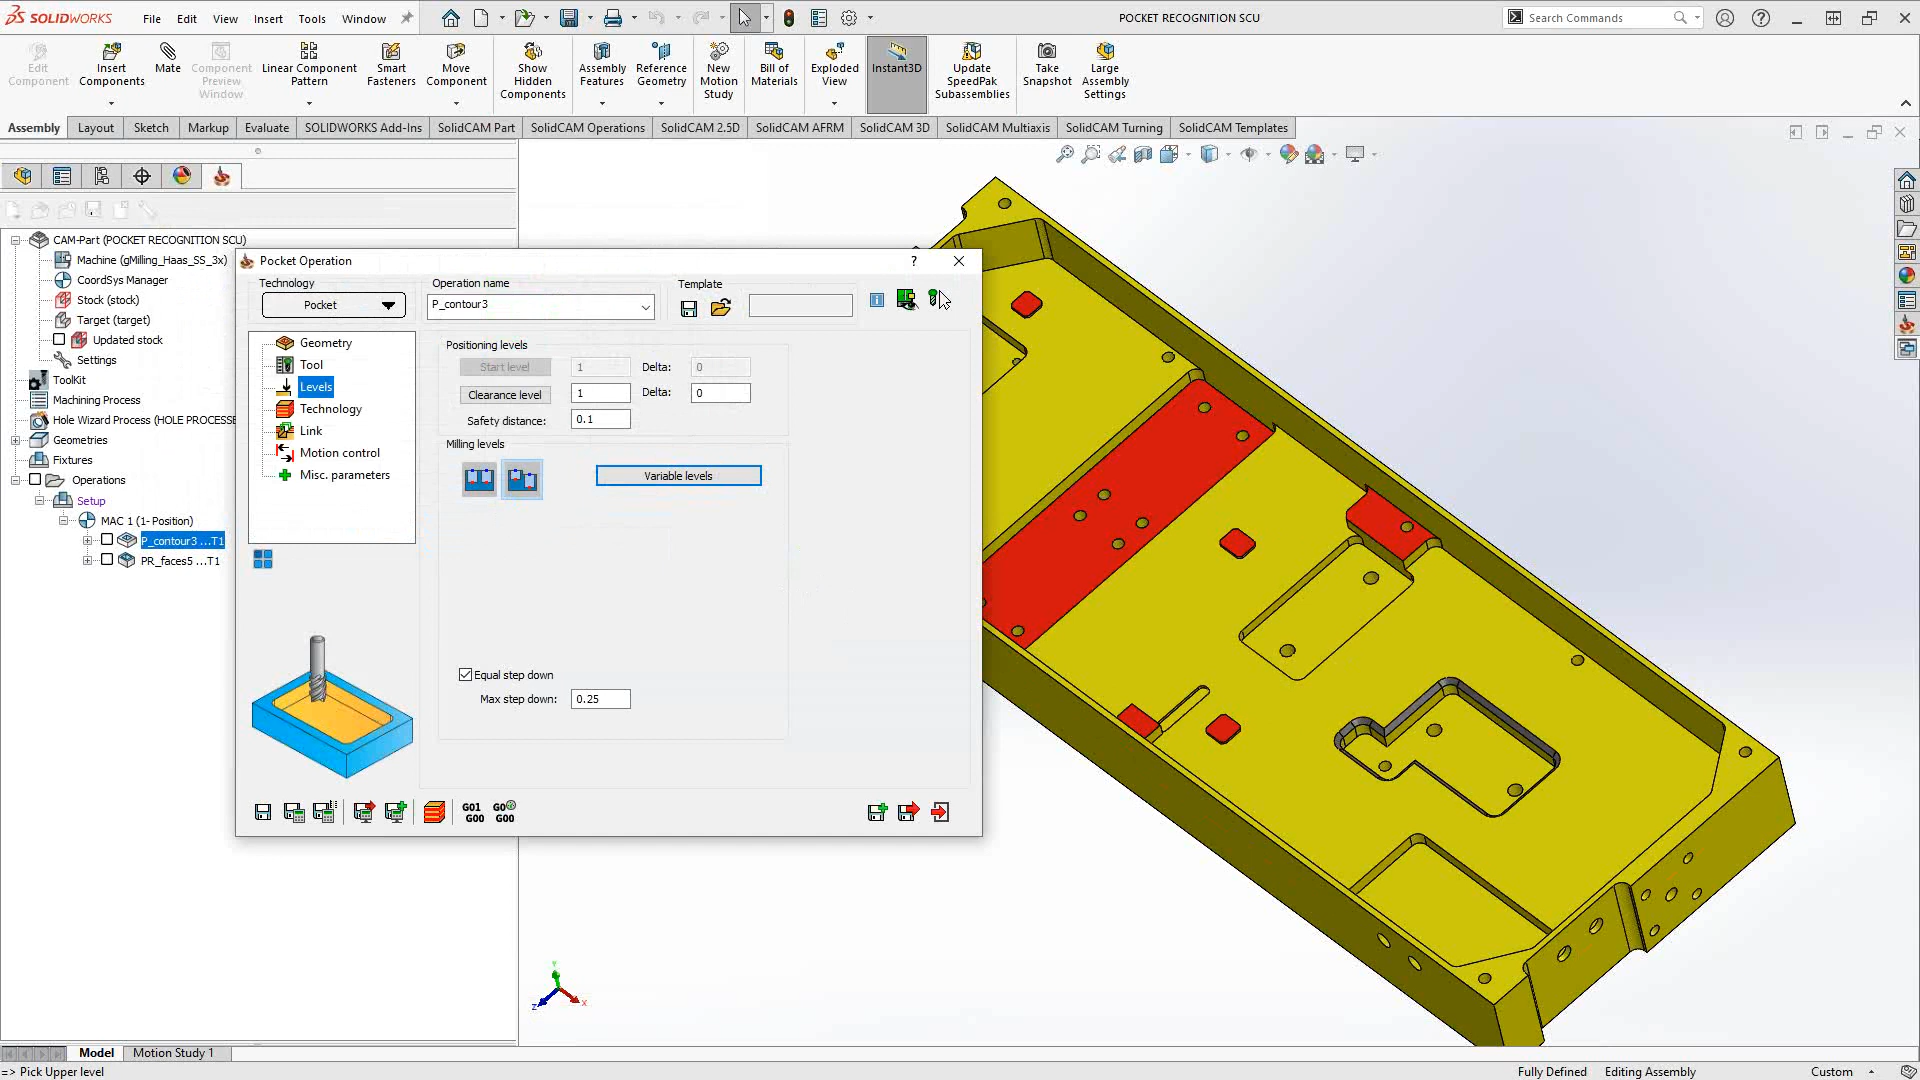 SOLIDWORKS File Edit View Insert Tools Window POCKET RECOGNITION SCU Search Commands
Edit Component Insert Components Mate Component Preview Window Linear Component Pattern Smart Fasteners Move Component Show Hidden Components Assembly Features Reference Geometry New Motion Study Bill of Materials Exploded View Instant3D Update SpeedPak Subassemblies Take Snapshot Large Assembly Settings
Assembly Layout Sketch Markup Evaluate SOLIDWORKS Add-Ins SolidCAM Part SolidCAM Operations SolidCAM 2.5D SolidCAM AFRM SolidCAM 3D SolidCAM Multiaxis SolidCAM Turning SolidCAM Templates
CAM-Part (POCKET RECOGNITION SCU)
Machine (gMilling_Haas_SS_3x)
CoordSys Manager
Stock (stock)
Target (target)
Updated stock
Settings
ToolKit
Machining Process
Hole Wizard Process (HOLE PROCESSE
Geometries
Fixtures
Operations
Setup
MAC 1 (1- Position)
P_contour3 ...T1
PR_faces5 ...T1
Pocket Operation ?
Technology Operation name Template
Pocket P_contour3
Geometry
Tool
Levels
Technology
Link
Motion control
Misc. parameters
Positioning levels
Start level 1 Delta: 0
Clearance level 1 Delta: 0
Safety distance: 0.1
Milling levels
Variable levels
Equal step down
Max step down: 0.25
G01 G00 G0 G00
Y
Z X
Model Motion Study 1
=> Pick Upper level Fully Defined Editing Assembly Custom